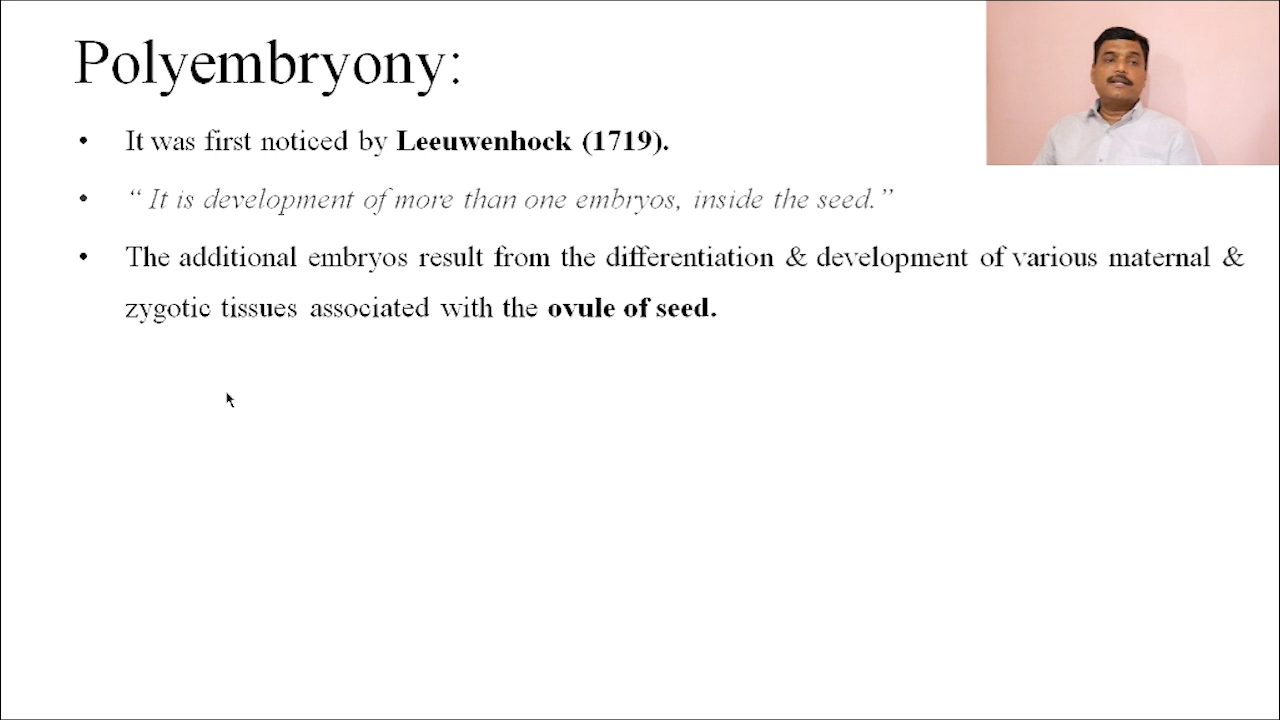 Polyembryony:
• It was first noticed by Leeuwenhock (1719).
• “ It is development of more than one embryos, inside the seed.”
• The additional embryos result from the differentiation & development of various maternal &
zygotic tissues associated with the ovule of seed.